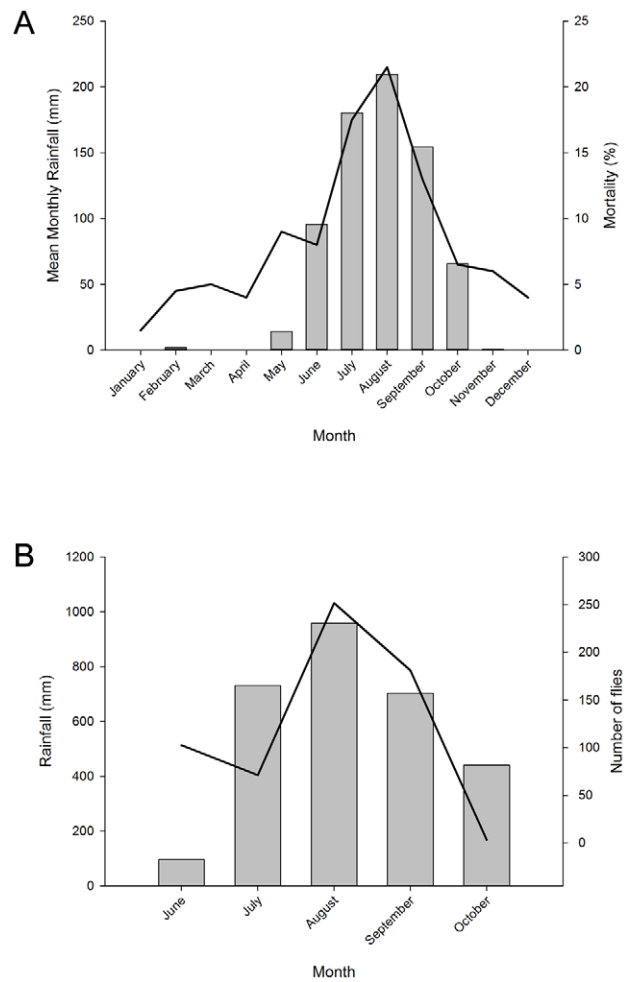 A
250
200
150
100
50
0
Mean Monthly Rainfall (mm)
25
20
15
10
5
0
Mortality (%)
January
February
March
April
May
June
July
August
September
October
November
December
Month
B
1200
1000
800
600
400
200
0
Rainfall (mm)
300
250
200
150
100
50
0
Number of flies
June
July
August
September
October
Month